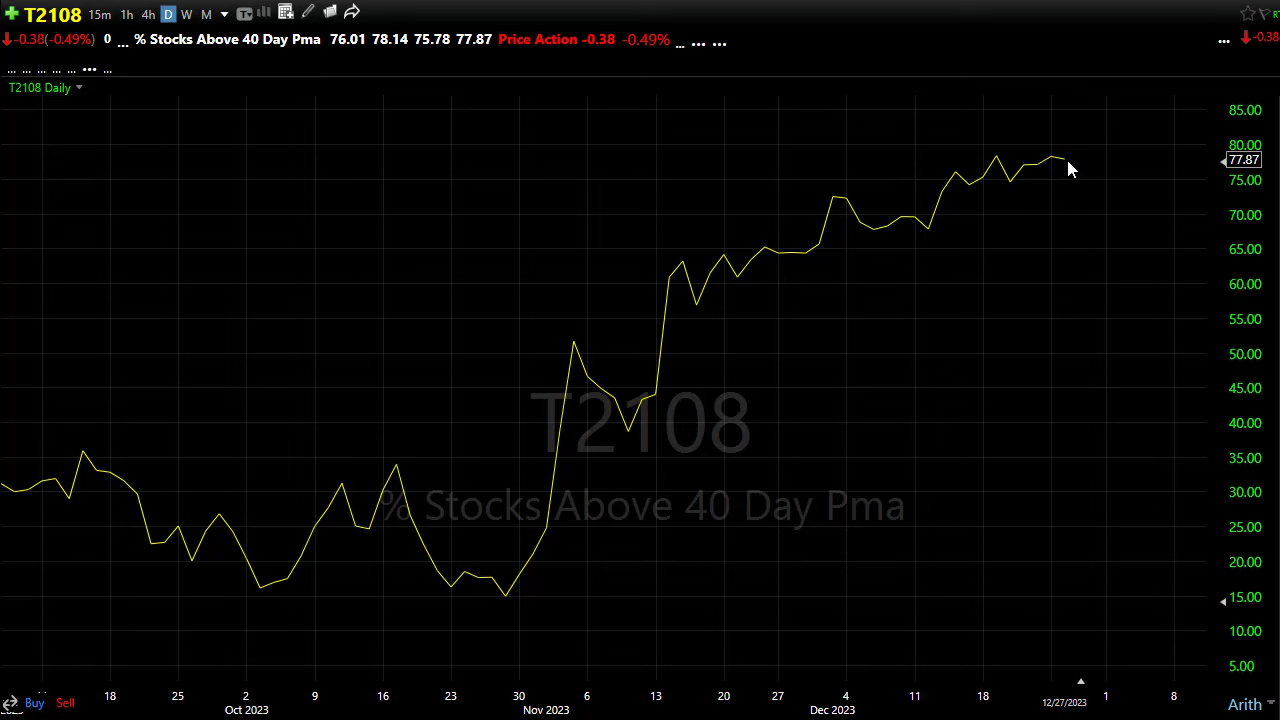 T2108 15m 1h 4h D W M
-0.38(-0.49%) 0 ... % Stocks Above 40 Day Pma 76.01 78.14 75.78 77.87 Price Action -0.38 -0.49% ... ... ... ... -0.38
... ... ... ... ... ... ...
T2108 Daily
85.00
80.00
77.87
75.00
70.00
65.00
60.00
55.00
50.00
45.00
40.00
35.00
30.00
25.00
20.00
15.00
10.00
5.00
T2108
% Stocks Above 40 Day Pma
18 25 2 9 16 23 30 6 13 20 27 4 11 18 12/27/2023 1 8
Buy Sell Oct 2023 Nov 2023 Dec 2023 Arith